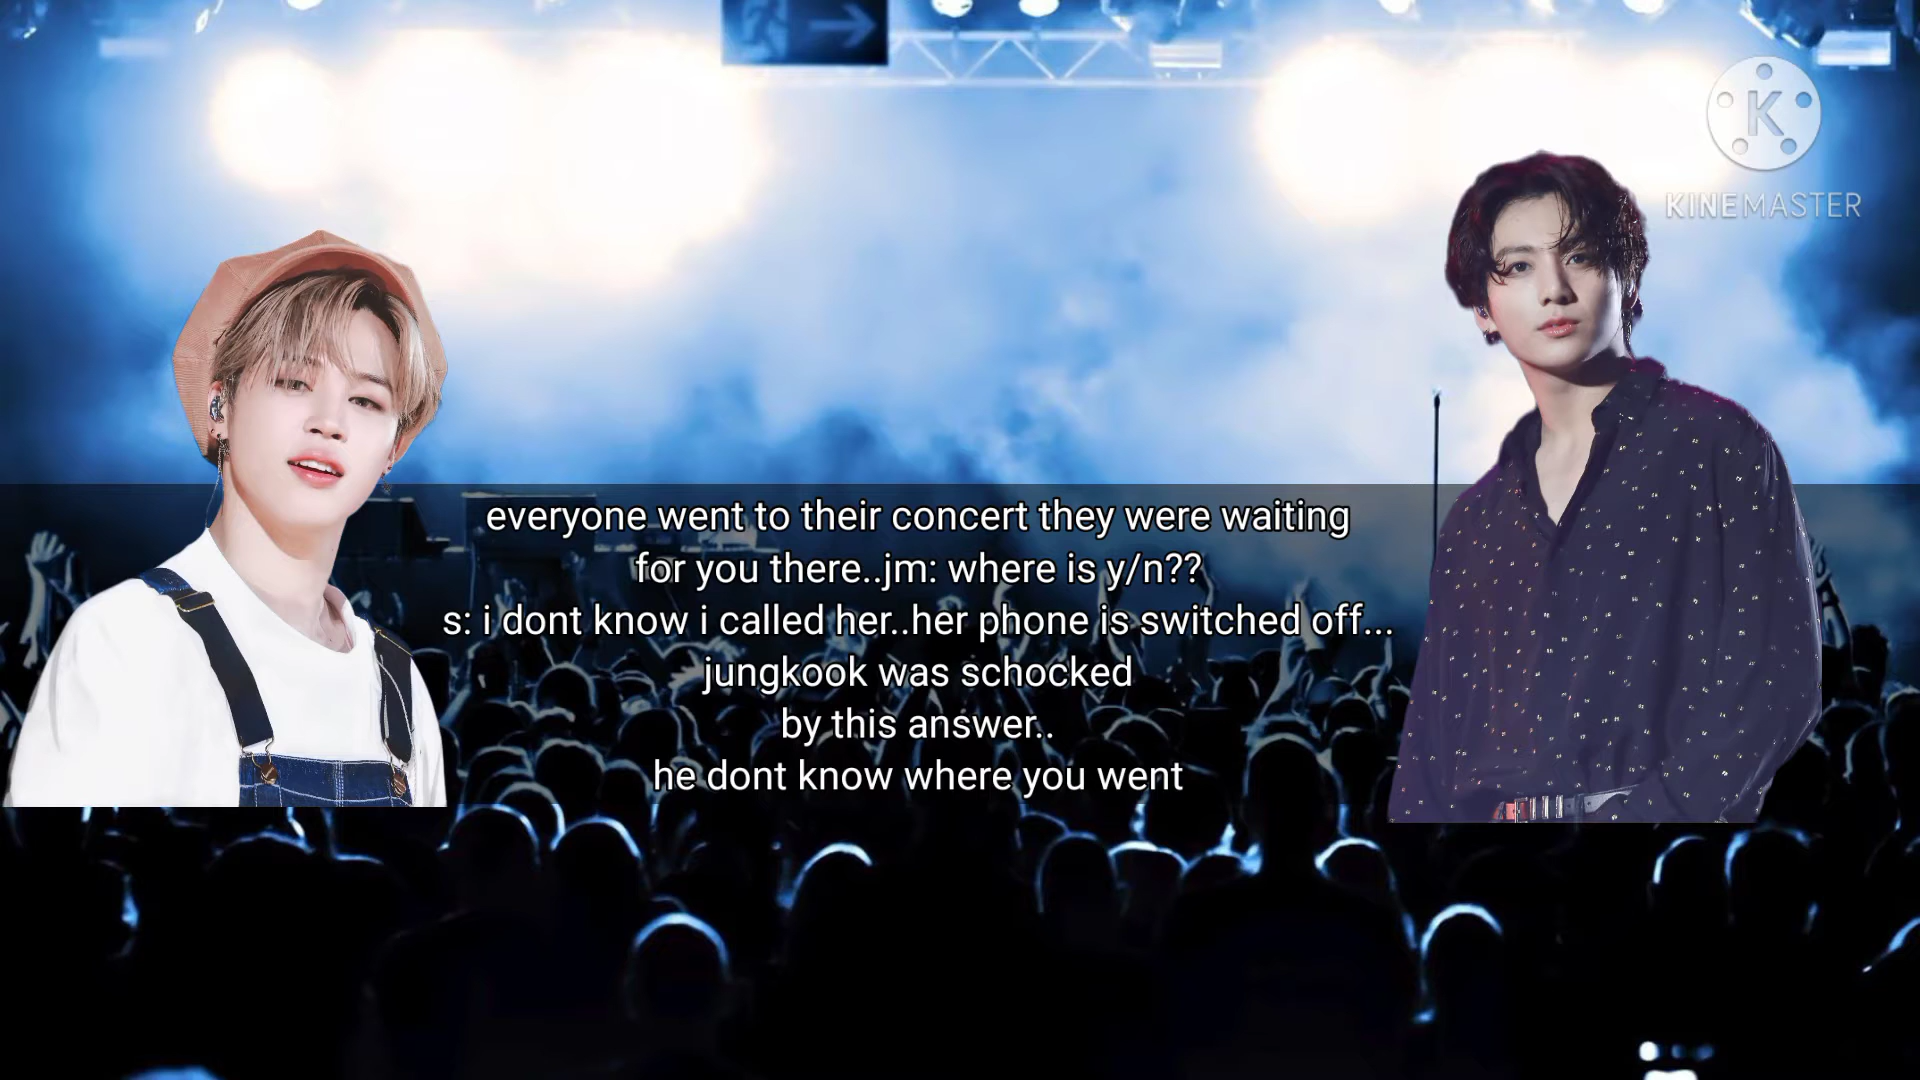 K
KINEMASTER
everyone went to their concert they were waiting
for you there..jm: where is y/n??
s: i dont know i called her..her phone is switched off...
jungkook was schocked
by this answer..
he dont know where you went